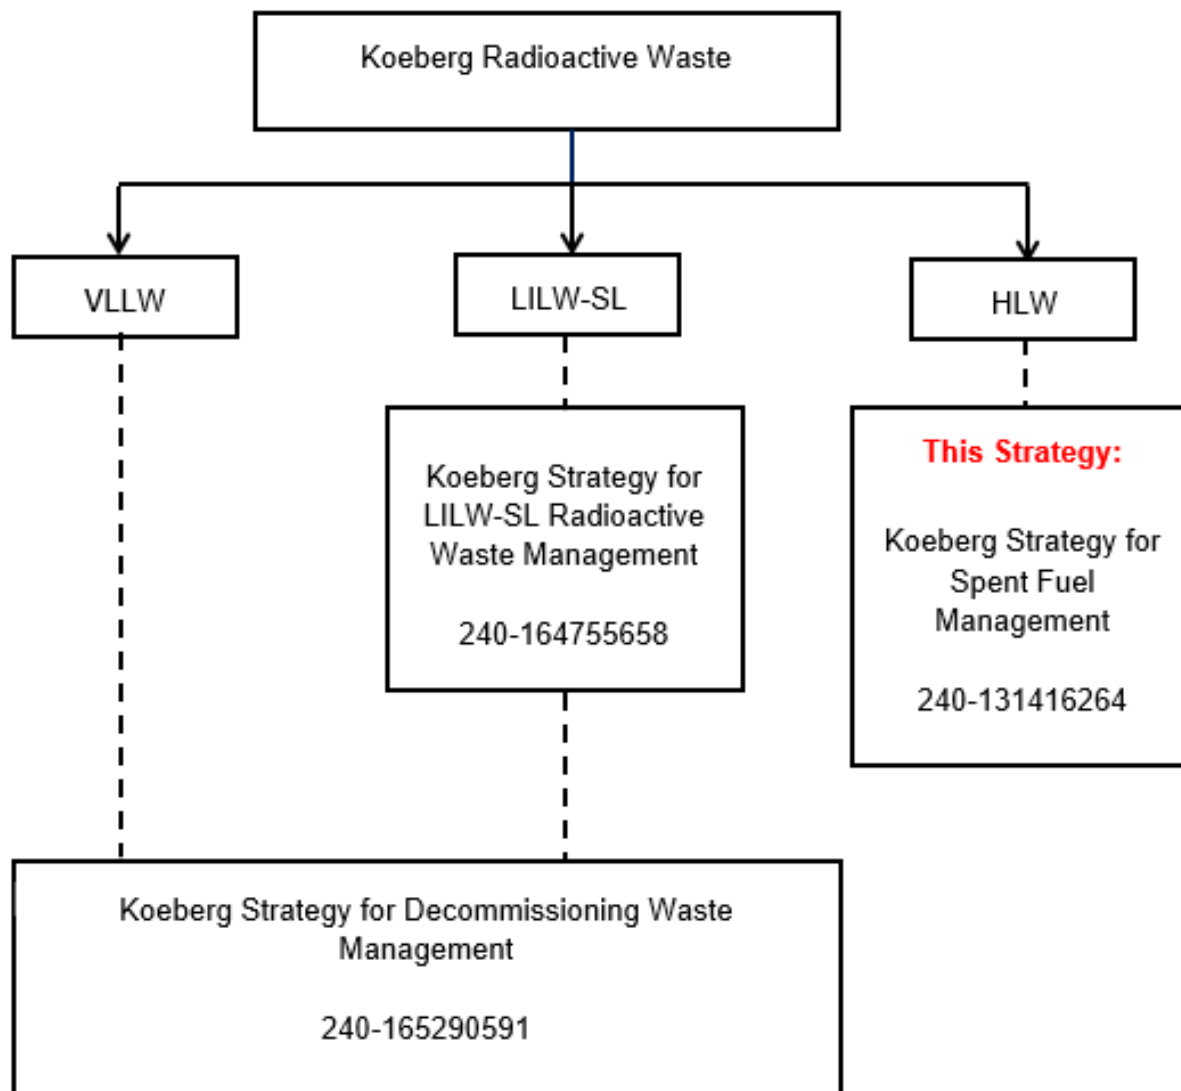 Koeberg Radioactive Waste
VLLW
LILW-SL
HLW
Koeberg Strategy for
LILW-SL Radioactive
Waste Management
240-164755658
This Strategy:
Koeberg Strategy for
Spent Fuel
Management
240-131416264
Koeberg Strategy for Decommissioning Waste
Management
240-165290591